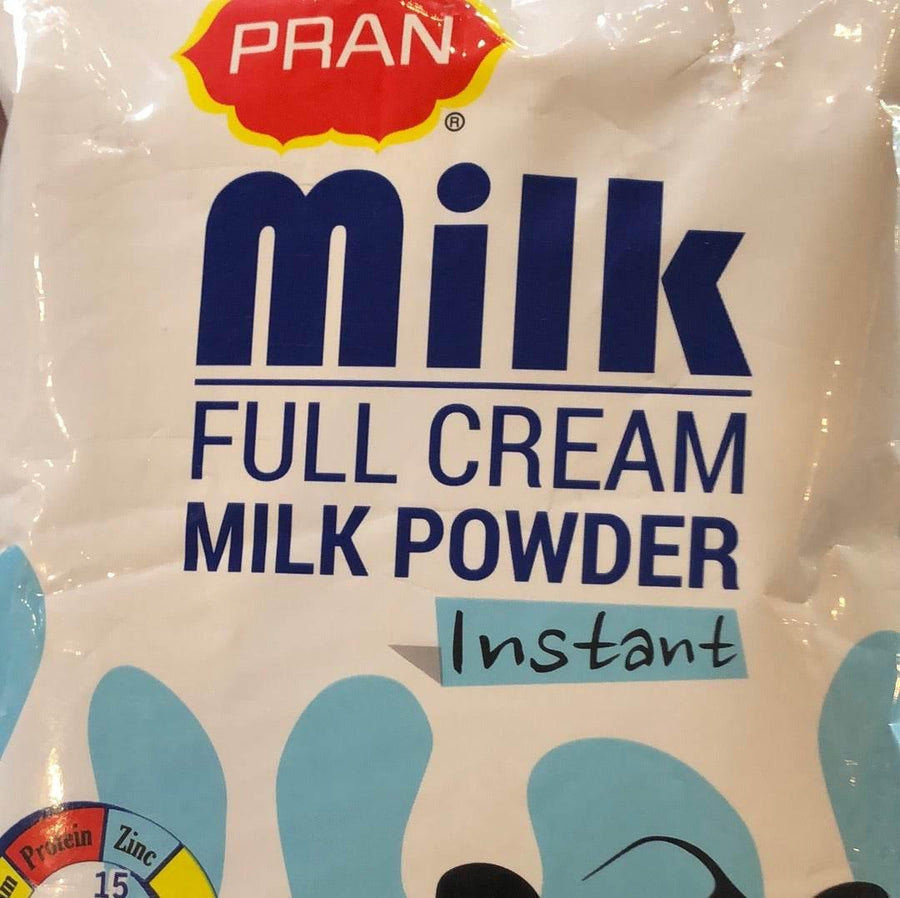 PRAN
®
milk
FULL CREAM
MILK POWDER
Instant
Protein
Zinc
15